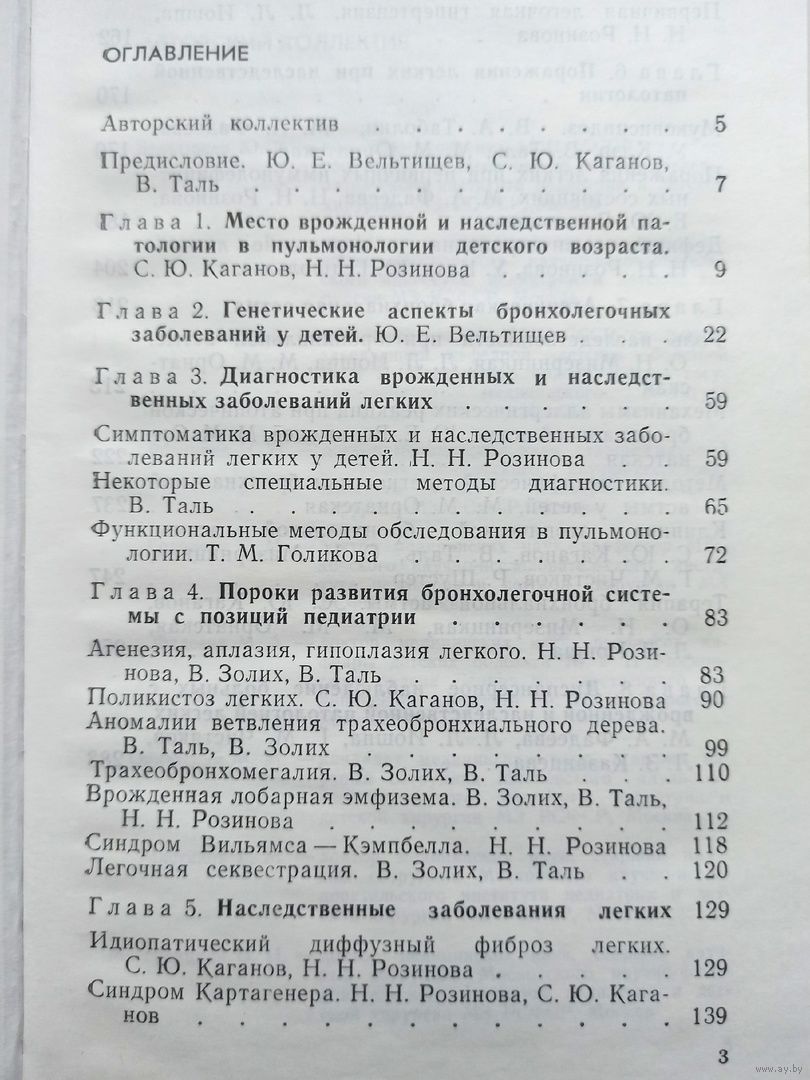 ОГЛАВЛЕНИЕ
Авторский коллектив . . . . . . . . 5
Предисловие. Ю. Е. Вельтищев, С. Ю. Каганов,
В. Таль . . . . . . . . . . . . 7
Глава 1. Место врожденной и наследственной па-
тологии в пульмонологии детского возраста.
С. Ю. Каганов, Н. Н. Розинова . . . . . 9
Глава 2. Генетические аспекты бронхолегочных
заболеваний у детей. Ю. Е. Вельтищев . . . 22
Глава 3. Диагностика врожденных и наследст-
венных заболеваний легких . . . . . . 59
Симптоматика врожденных и наследственных забо-
леваний легких у детей. Н. Н. Розинова . . 59
Некоторые специальные методы диагностики.
В. Таль . . . . . . . . . . . . 65
Функциональные методы обследования в пульмоно-
логии. Т. М. Голикова . . . . . . . 72
Глава 4. Пороки развития бронхолегочной систе-
мы с позиций педиатрии . . . . . . 83
Агенезия, аплазия, гипоплазия легкого. Н. Н. Рози-
нова, В. Золих, В. Таль . . . . . . . 83
Поликистоз легких. С. Ю. Каганов, Н. Н. Розинова 90
Аномалии ветвления трахеобронхиального дерева.
В. Таль, В. Золих . . . . . . . . 99
Трахеобронхомегалия. В. Золих, В. Таль . . . 110
Врожденная лобарная эмфизема. В. Золих, В. Таль,
Н. Н. Розинова . . . . . . . . . 112
Синдром Вильямса — Кэмпбелла. Н. Н. Розинова 118
Легочная секвестрация. В. Золих, В. Таль . . 120
Глава 5. Наследственные заболевания легких 129
Идиопатический диффузный фиброз легких.
С. Ю. Каганов, Н. Н. Розинова . . . . . 129
Синдром Картагенера. Н. Н. Розинова, С. Ю. Кага-
нов . . . . . . . . . . . . . 139
3
www.ay.by